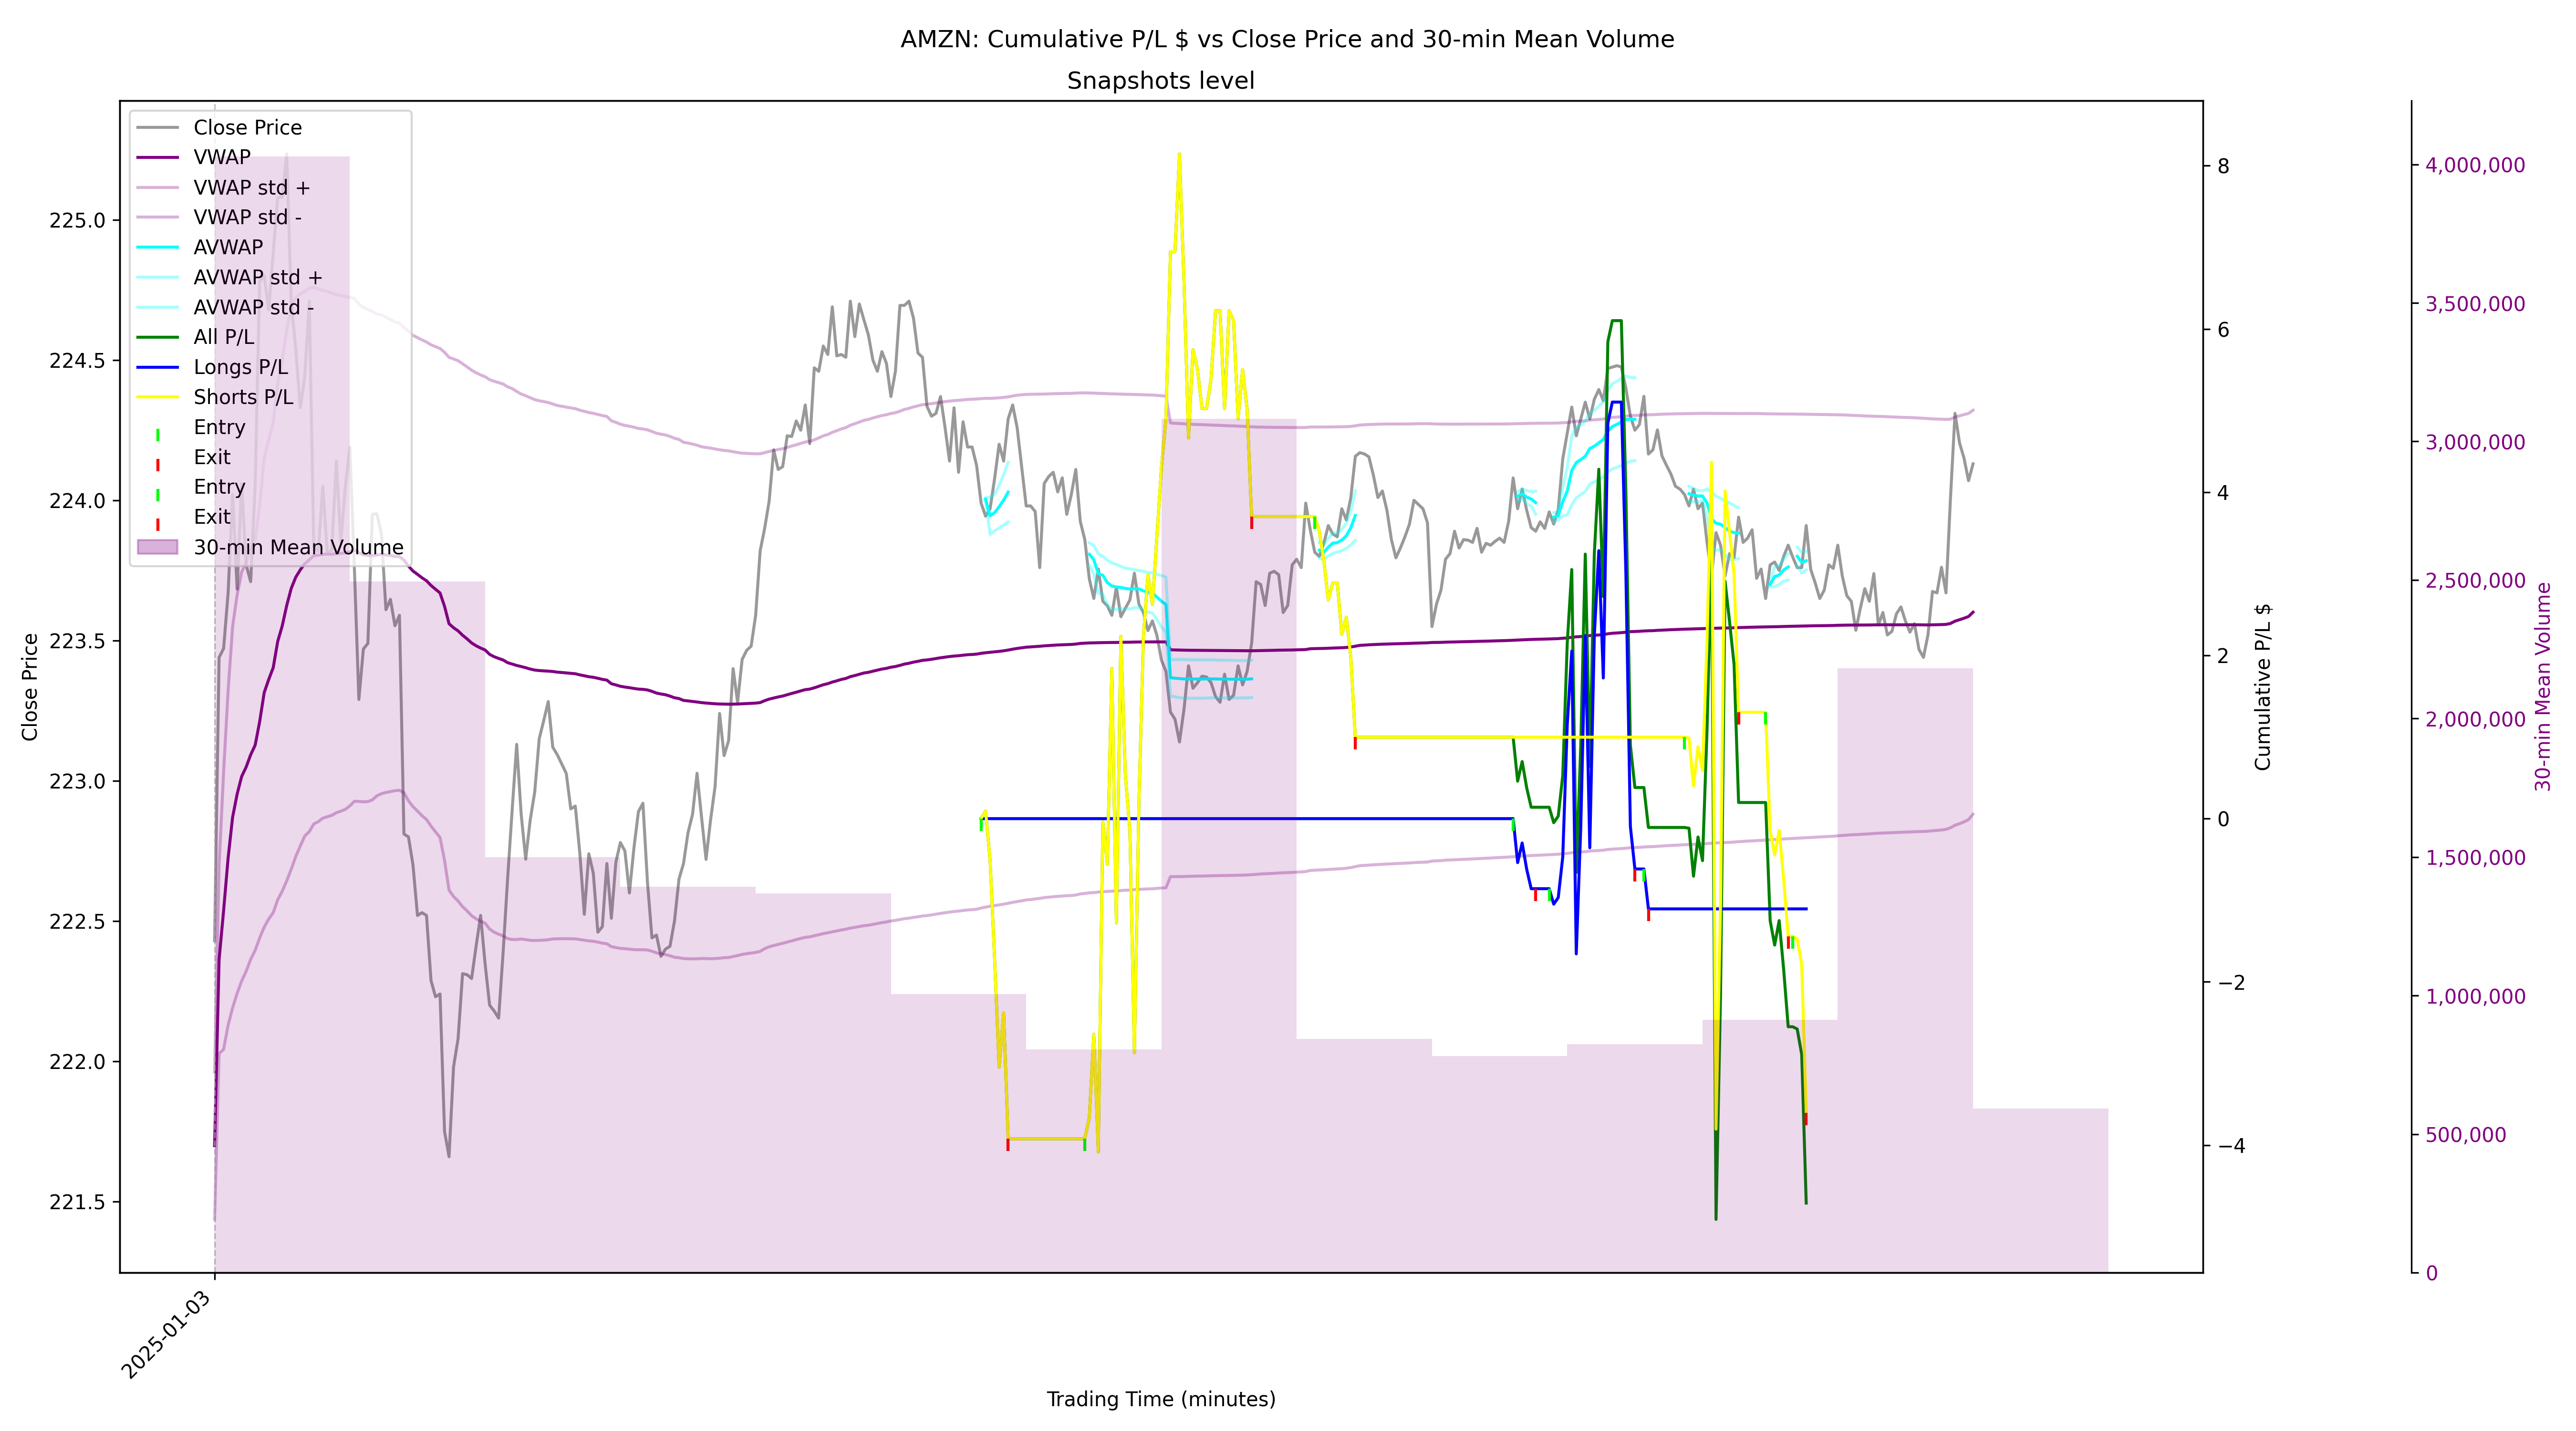 AMZN: Cumulative P/L $ vs Close Price and 30-min Mean Volume
Snapshots level
Close Price
VWAP
VWAP std +
VWAP std -
AVWAP
AVWAP std +
AVWAP std -
All P/L
Longs P/L
Shorts P/L
Entry
Exit
Entry
Exit
30-min Mean Volume
Close Price
225.0
224.5
224.0
223.5
223.0
222.5
222.0
221.5
8
6
4
2
0
−2
−4
Cumulative P/L $
4,000,000
3,500,000
3,000,000
2,500,000
2,000,000
1,500,000
1,000,000
500,000
0
30-min Mean Volume
2025-01-03
Trading Time (minutes)